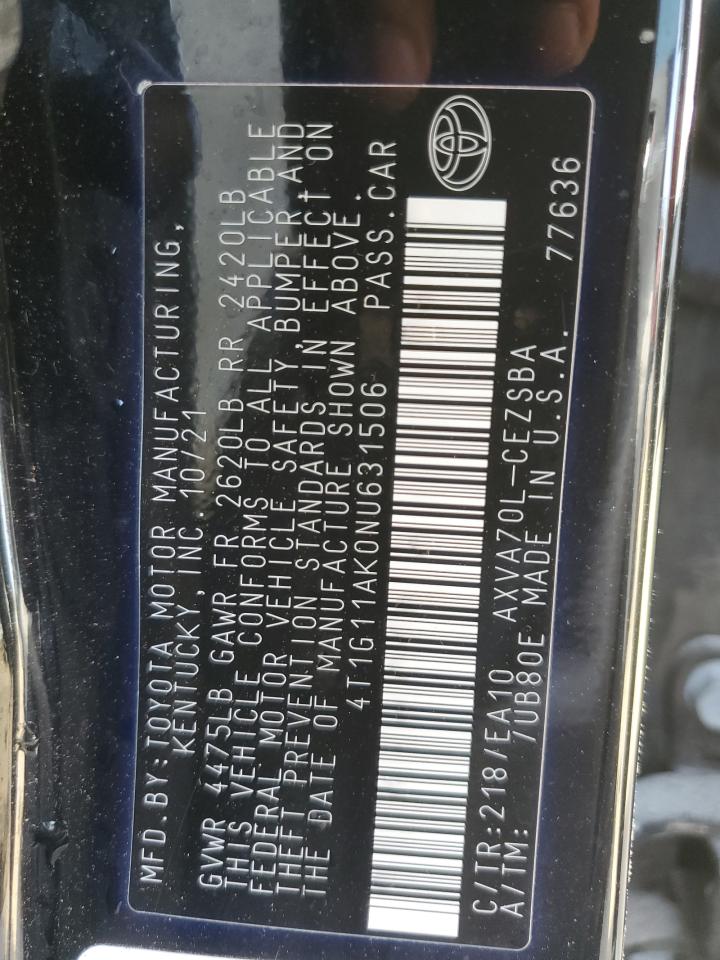 MFD.BY:TOYOTA MOTOR MANUFACTURING,
KENTUCKY, INC 10/21
GVWR 4475LB GAWR FR 2620LB RR 2420LB
THIS VEHICLE CONFORMS TO ALL APPLICABLE
FEDERAL MOTOR VEHICLE SAFETY,BUMPER,AND
THEFT PREVENTION STANDARDS IN EFFECT ON
THE DATE OF MANUFACTURE SHOWN ABOVE.
4T1G11AK0NU631506 PASS.CAR
C/TR:218/EA10 AXVA70L-CEZSBA
A/TM: 7UB80E MADE IN U.S.A. 77636